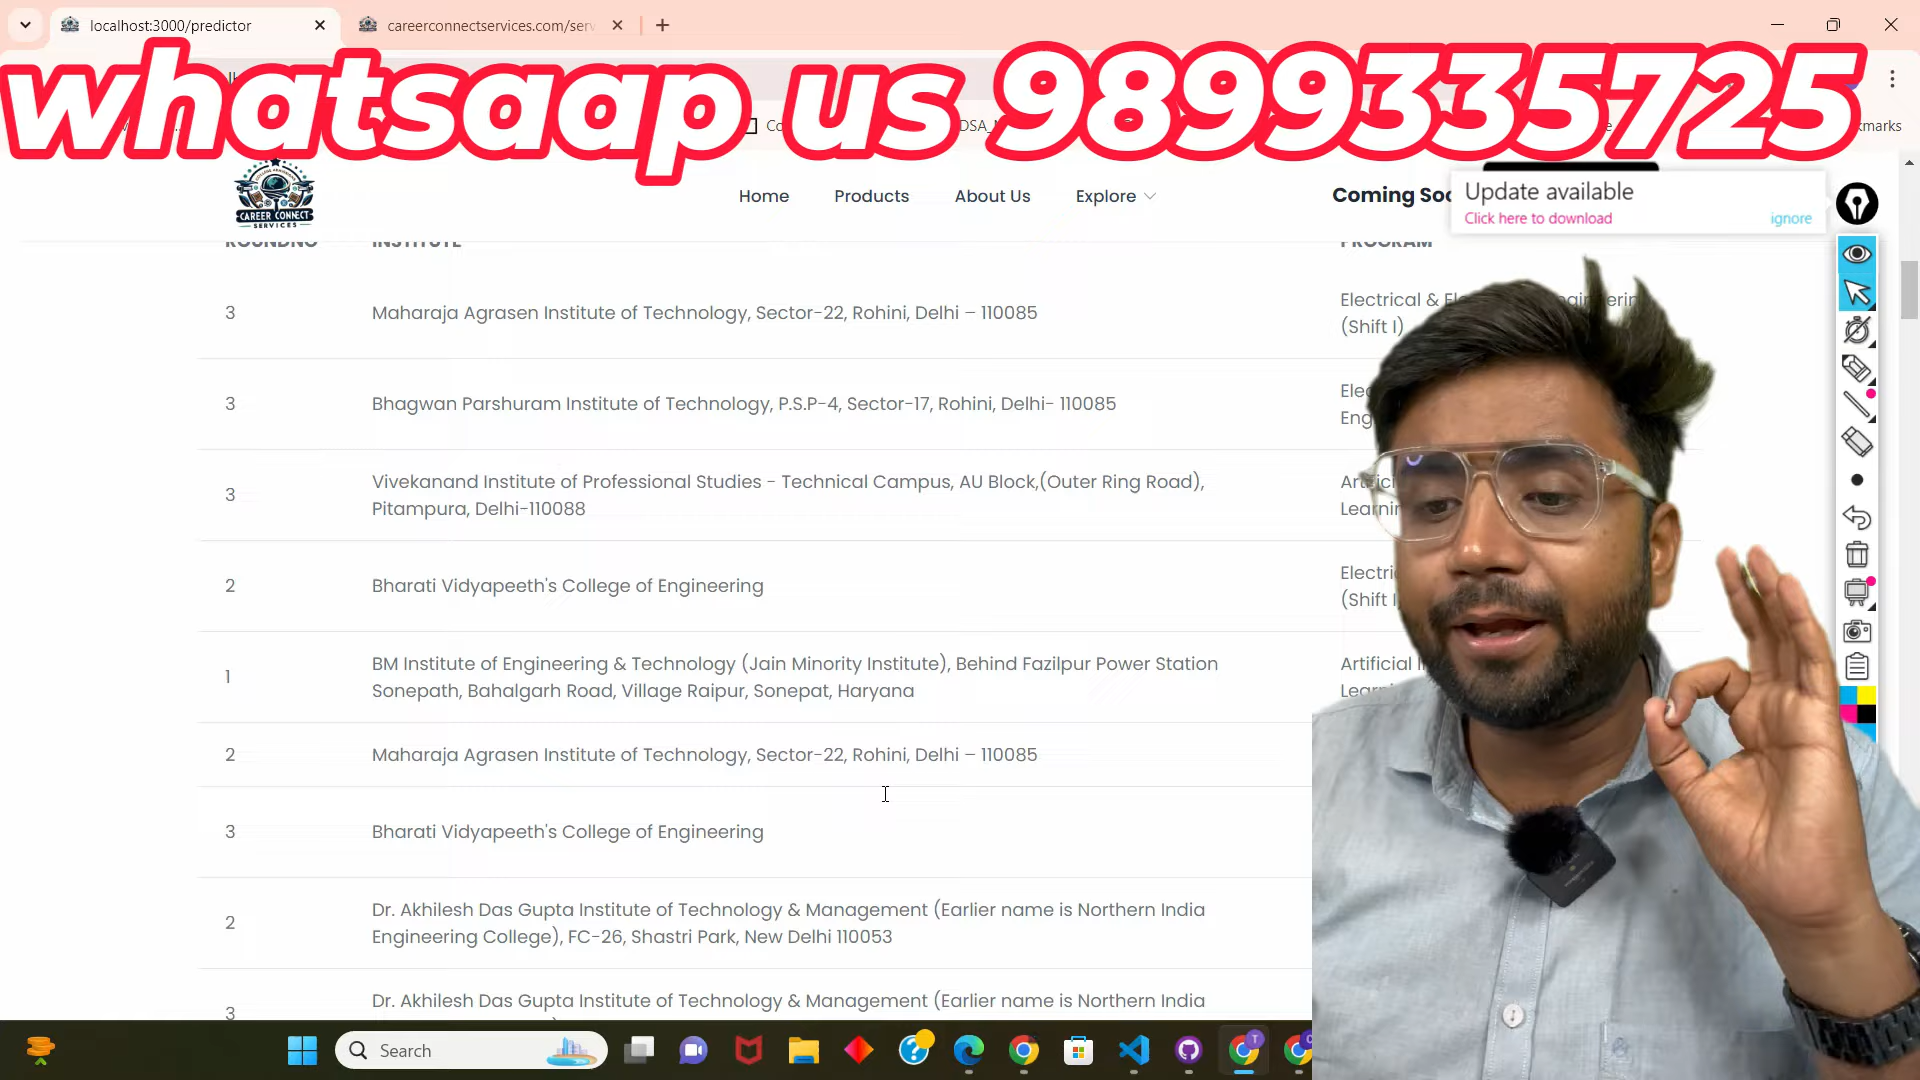 localhost:3000/predictor
careerconnectservices.com/serv
whatsaap us 9899335725
CAREER CONNECT
SERVICES
Home
Products
About Us
Explore
Coming Soo
Update available
Click here to download
ignore
ROUNDNO
INSTITUTE
PROGRAM
3
Maharaja Agrasen Institute of Technology, Sector-22, Rohini, Delhi – 110085
Electrical &
(Shift I)
3
Bhagwan Parshuram Institute of Technology, P.S.P-4, Sector-17, Rohini, Delhi- 110085
3
Vivekanand Institute of Professional Studies - Technical Campus, AU Block,(Outer Ring Road),
Pitampura, Delhi-110088
2
Bharati Vidyapeeth's College of Engineering
1
BM Institute of Engineering & Technology (Jain Minority Institute), Behind Fazilpur Power Station
Sonepath, Bahalgarh Road, Village Raipur, Sonepat, Haryana
Artificial
2
Maharaja Agrasen Institute of Technology, Sector-22, Rohini, Delhi – 110085
3
Bharati Vidyapeeth's College of Engineering
2
Dr. Akhilesh Das Gupta Institute of Technology & Management (Earlier name is Northern India
Engineering College), FC-26, Shastri Park, New Delhi 110053
3
Dr. Akhilesh Das Gupta Institute of Technology & Management (Earlier name is Northern India
Search